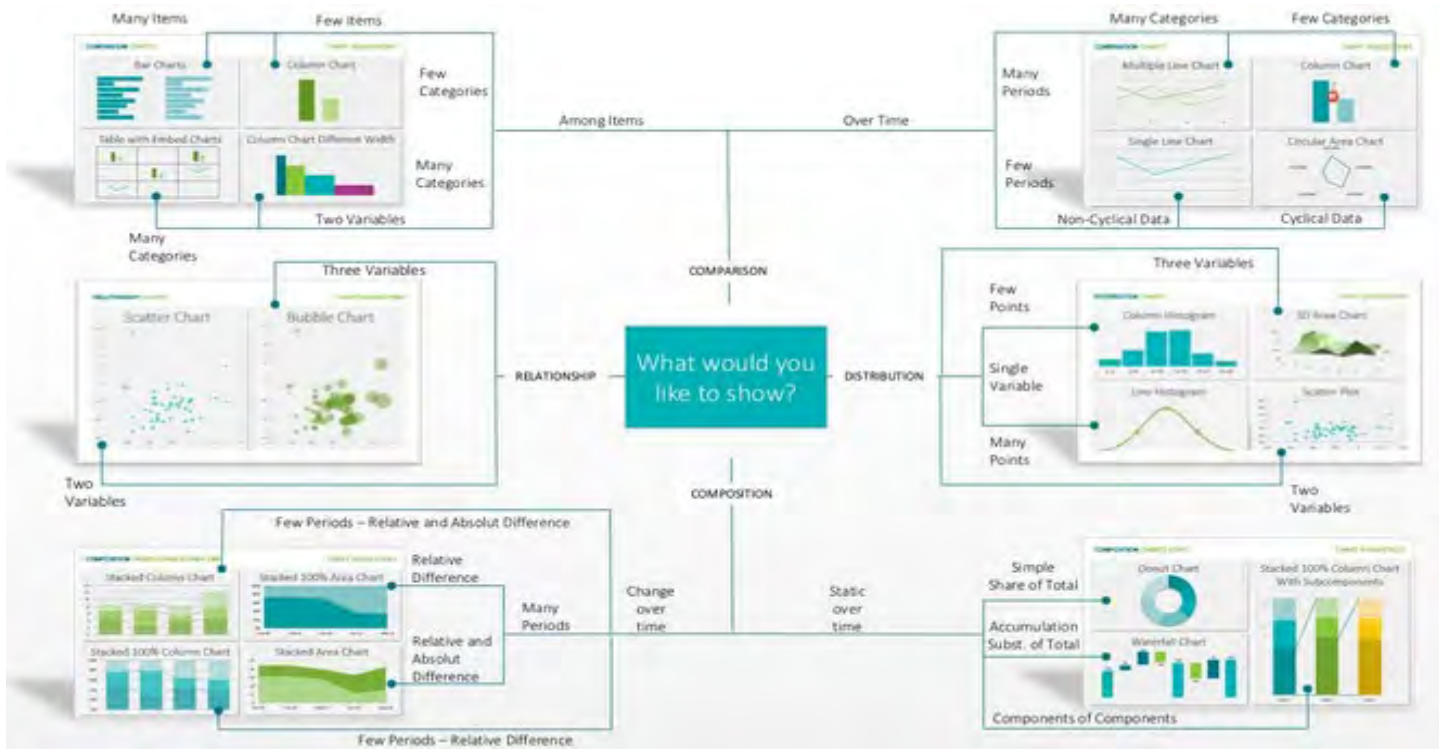 Many Items
Few Items
Bar Charts
Column Chart
Few
Categories
Table with Embed Charts
Column Chart Different Width
Many
Categories
Two Variables
Many
Categories
Among Items
Over Time
Many Categories
Few Categories
Many
Periods
Multiple Line Chart
Column Chart
Few
Periods
Single Line Chart
Circular Area Chart
Non-Cyclical Data
Cyclical Data
COMPARISON
Three Variables
Scatter Chart
Bubble Chart
Two
Variables
RELATIONSHIP
What would you
like to show?
DISTRIBUTION
Three Variables
Few
Points
Column Histogram
3D Area Chart
Single
Variable
Line Histogram
Scatter Plot
Many
Points
Two
Variables
COMPOSITION
Few Periods – Relative and Absolut Difference
Stacked Column Chart
Stacked 100% Area Chart
Relative
Difference
Many
Periods
Change
over
time
Static
over
time
Stacked 100% Column Chart
Stacked Area Chart
Relative and
Absolut
Difference
Few Periods – Relative Difference
Simple
Share of Total
Donut Chart
Stacked 100% Column Chart
With Subcomponents
Accumulation
Subst. of Total
Waterfall Chart
Components of Components